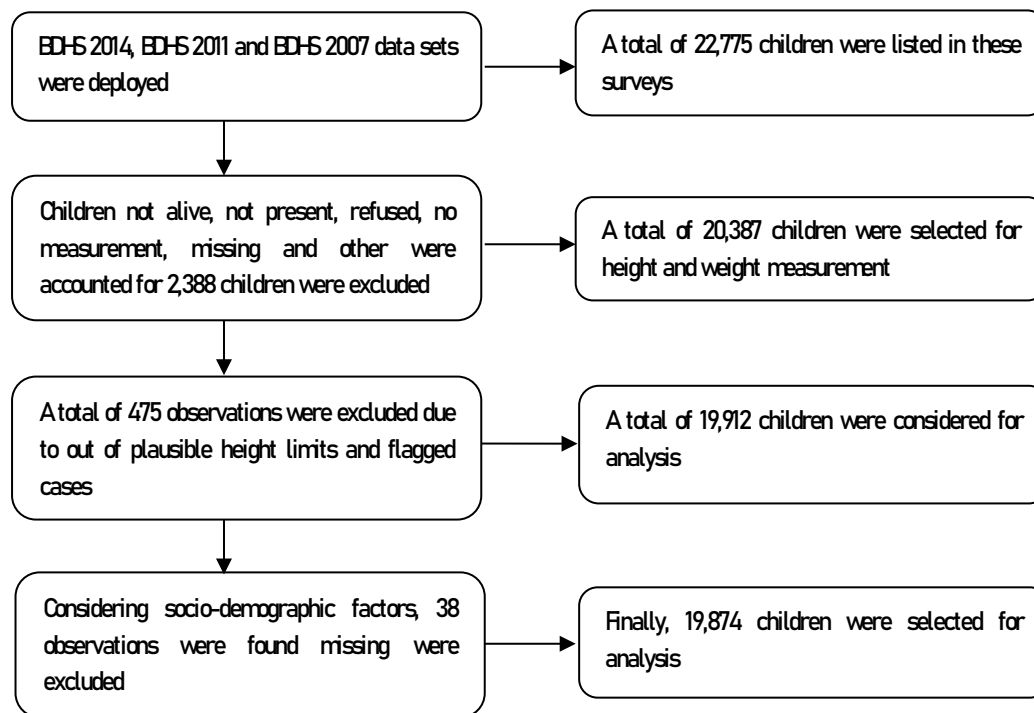 BDHS 2014, BDHS 2011 and BDHS 2007 data sets
were deployed
A total of 22,775 children were listed in these
surveys
Children not alive, not present, refused, no
measurement, missing and other were
accounted for 2,388 children were excluded
A total of 20,387 children were selected for
height and weight measurement
A total of 475 observations were excluded due
to out of plausible height limits and flagged
cases
A total of 19,912 children were considered for
analysis
Considering socio-demographic factors, 38
observations were found missing were
excluded
Finally, 19,874 children were selected for
analysis